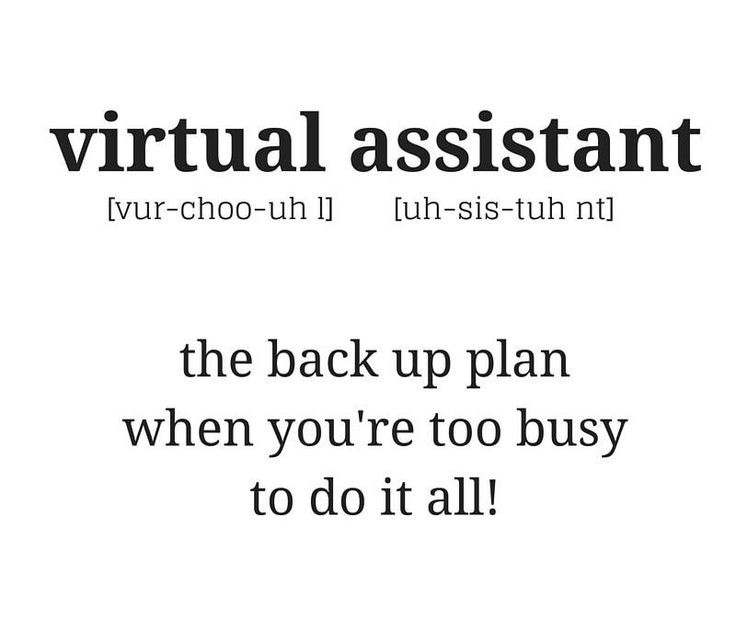 virtual assistant
[vur-choo-uh l] [uh-sis-tuh nt]
the back up plan
when you're too busy
to do it all!